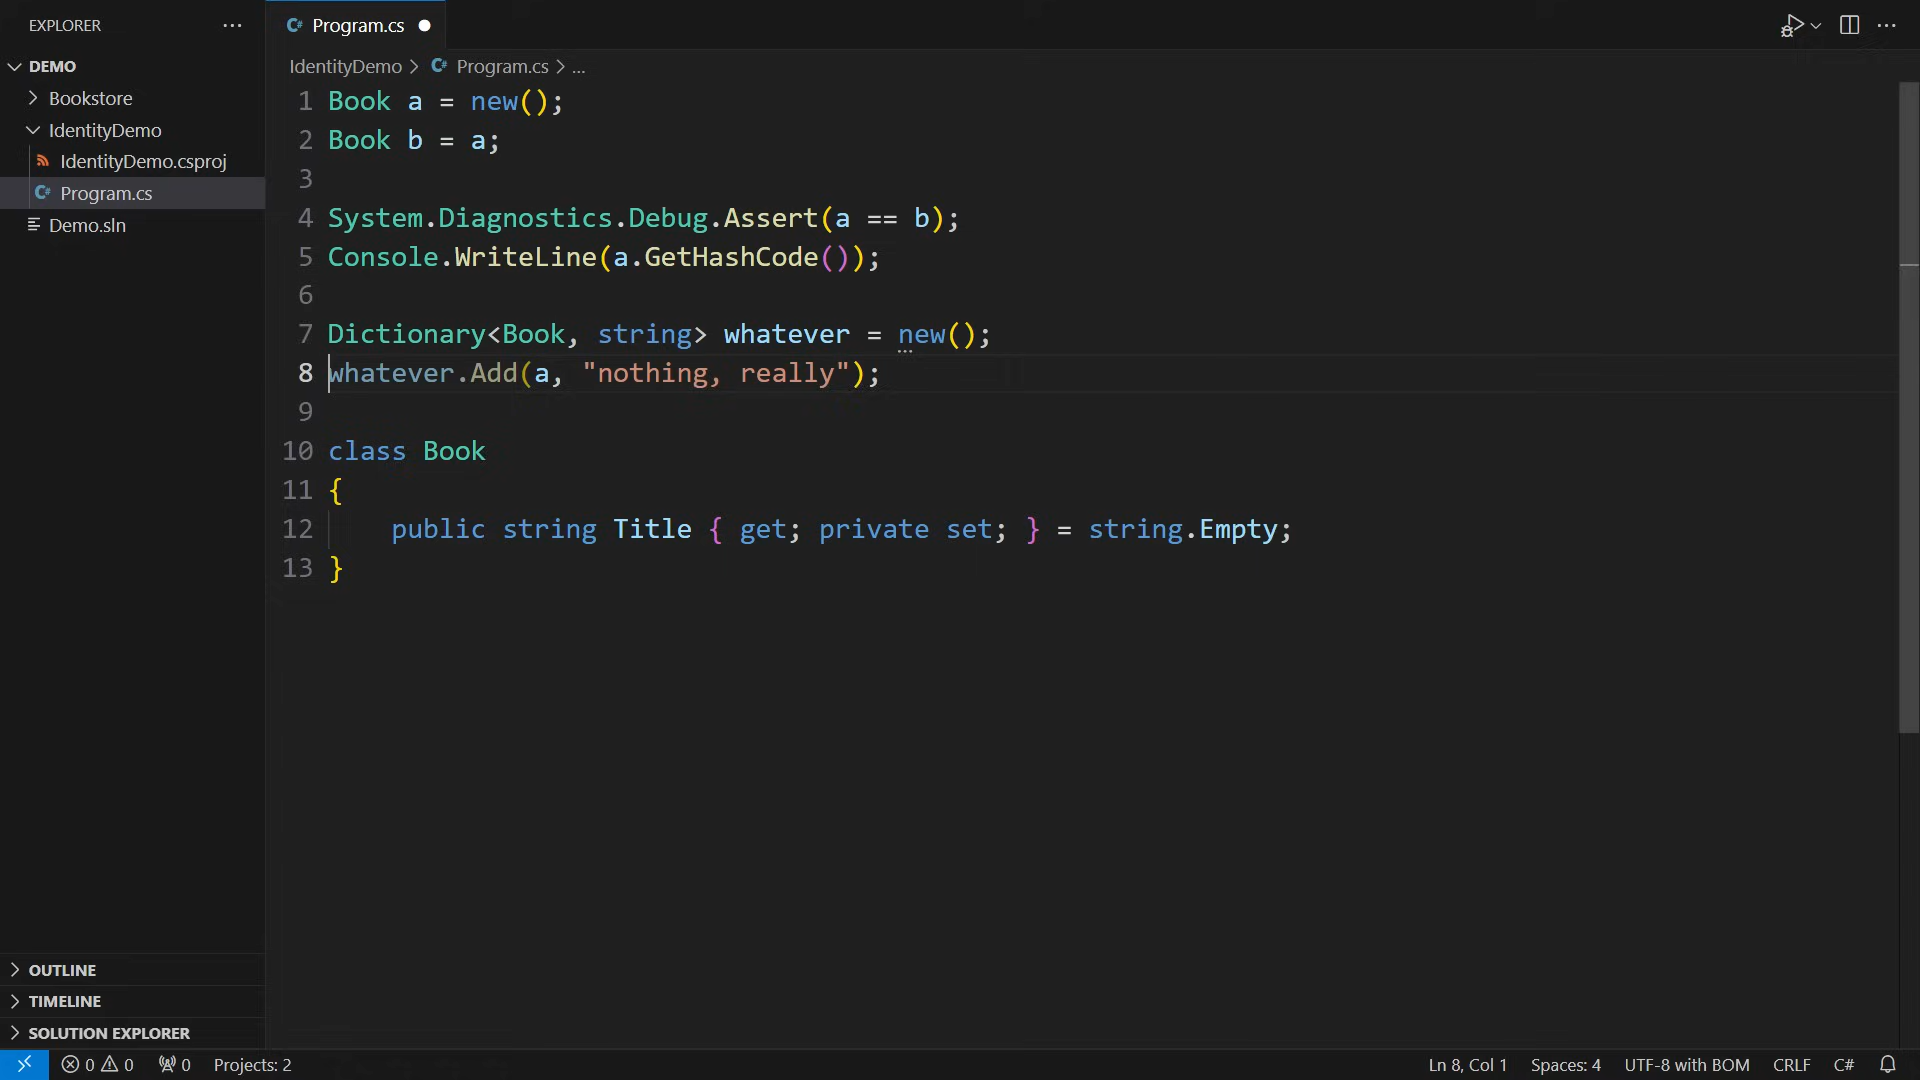 EXPLORER
DEMO
Bookstore
IdentityDemo
IdentityDemo.csproj
Program.cs
Demo.sln
OUTLINE
TIMELINE
SOLUTION EXPLORER
C# Program.cs
IdentityDemo > C# Program.cs > ...
1 Book a = new();
2 Book b = a;
3
4 System.Diagnostics.Debug.Assert(a == b);
5 Console.WriteLine(a.GetHashCode());
6
7 Dictionary<Book, string> whatever = new();
8 whatever.Add(a, "nothing, really");
9
10 class Book
11 {
12     public string Title { get; private set; } = string.Empty;
13 }
0 0 0 Projects: 2 Ln 8, Col 1 Spaces: 4 UTF-8 with BOM CRLF C#